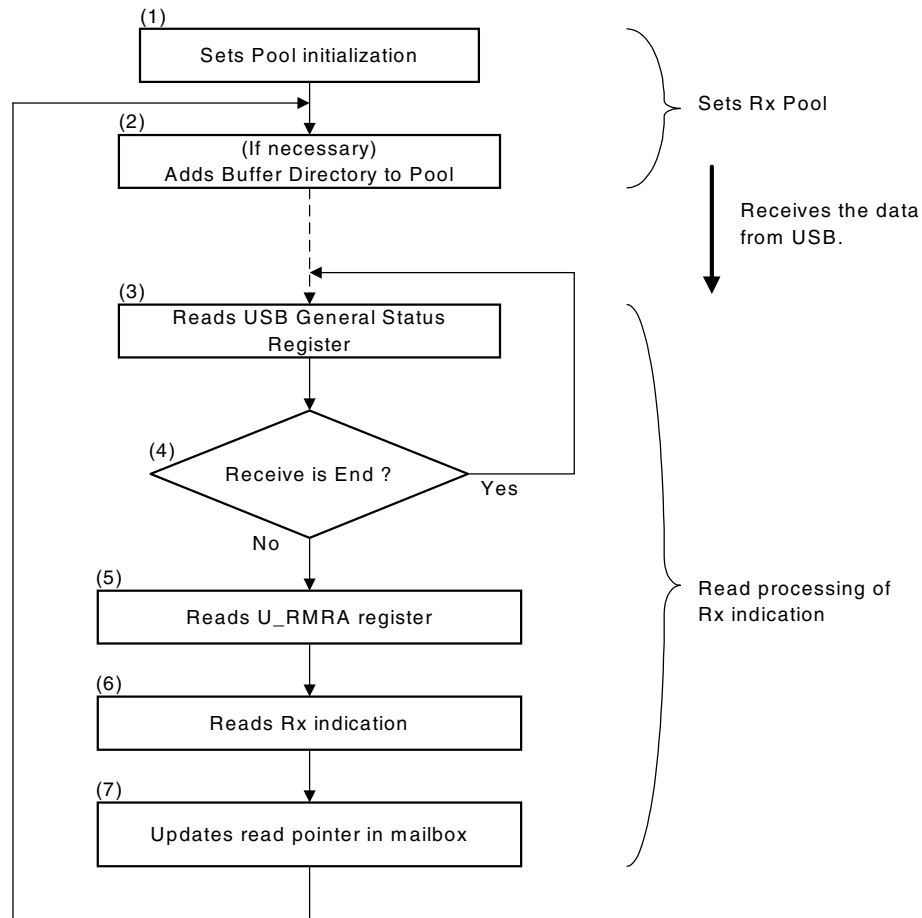 (1)
Sets Pool initialization
Sets Rx Pool
(2)
(If necessary)
Adds Buffer Directory to Pool
Receives the data
from USB.
(3)
Reads USB General Status
Register
(4)
Receive is End ?
Yes
No
(5)
Reads U_RMRA register
Read processing of
Rx indication
(6)
Reads Rx indication
(7)
Updates read pointer in mailbox